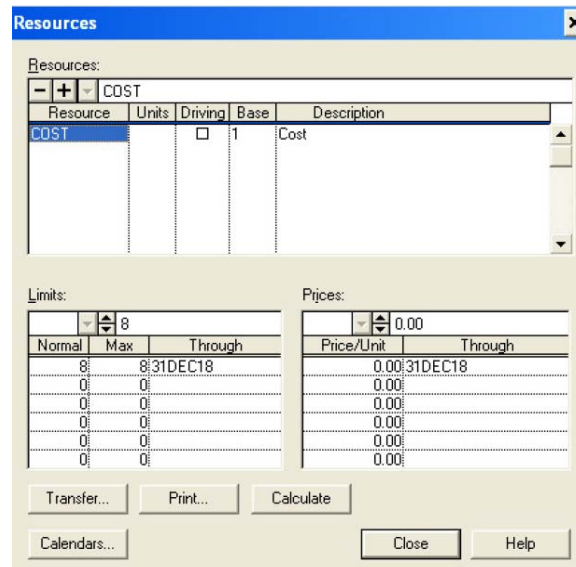 Resources
Resources:
COST
Resource Units Driving Base Description
COST 1 Cost
Limits: Prices:
8 0.00
Normal Max Through Price/Unit Through
8 8 31DEC18 0.00 31DEC18
0 0 0.00
0 0 0.00
0 0 0.00
0 0 0.00
0 0 0.00
Transfer... Print... Calculate
Calendars... Close Help